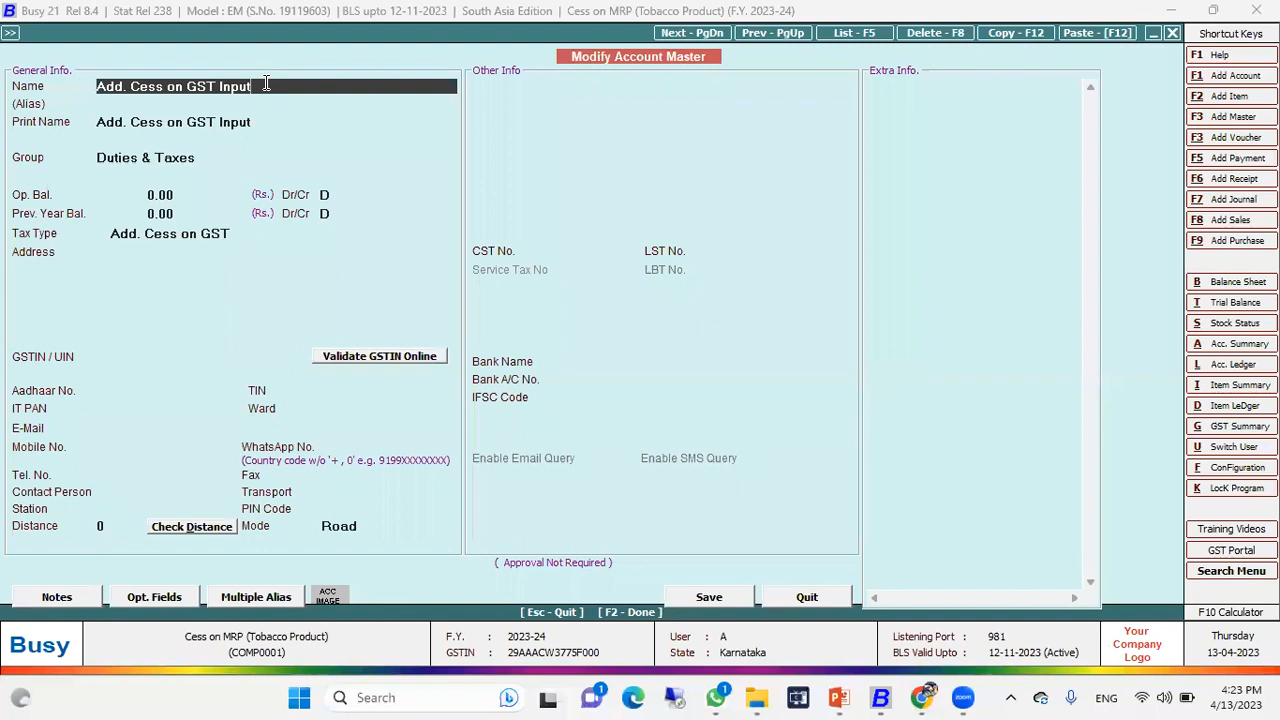 Busy 21 Rel 8.4 | Stat Rel 238 | Model : EM (S.No. 19119603) | BLS upto 12-11-2023 | South Asia Edition | Cess on MRP (Tobacco Product) (F.Y. 2023-24)
>> Next - PgDn Prev - PgUp List - F5 Delete - F8 Copy - F12 Paste - [F12]
Modify Account Master
General Info. Other Info Extra Info.
Name Add. Cess on GST Input
(Alias)
Print Name Add. Cess on GST Input
Group Duties & Taxes
Op. Bal. 0.00 (Rs.) Dr/Cr D
Prev. Year Bal. 0.00 (Rs.) Dr/Cr D
Tax Type Add. Cess on GST
Address
GSTIN / UIN Validate GSTIN Online
Aadhaar No. TIN
IT PAN Ward
E-Mail
Mobile No. WhatsApp No.
(Country code w/o '+ , 0' e.g. 9199XXXXXXXX)
Tel. No. Fax
Contact Person Transport
Station PIN Code
Distance 0 Check Distance Mode Road
CST No. LST No.
Service Tax No LBT No.
Bank Name
Bank A/C No.
IFSC Code
Enable Email Query Enable SMS Query
( Approval Not Required )
Notes Opt. Fields Multiple Alias ACC IMAGE Save Quit
[ Esc - Quit ] [ F2 - Done ]
Shortcut Keys
F1 Help
F1 Add Account
F2 Add Item
F3 Add Master
F3 Add Voucher
F5 Add Payment
F6 Add Receipt
F7 Add Journal
F8 Add Sales
F9 Add Purchase
B Balance Sheet
T Trial Balance
S Stock Status
A Acc. Summary
L Acc. Ledger
I Item Summary
D Item LeDger
G GST Summary
U Switch User
F ConFiguration
K LocK Program
Training Videos
GST Portal
Search Menu
F10 Calculator
Busy
Cess on MRP (Tobacco Product)
(COMP0001)
F.Y. : 2023-24
GSTIN : 29AAACW3775F000
User : A
State : Karnataka
Listening Port : 981
BLS Valid Upto : 12-11-2023 (Active)
Your
Company
Logo
Thursday
13-04-2023
Search
1
1
ENG
4:23 PM
4/13/2023